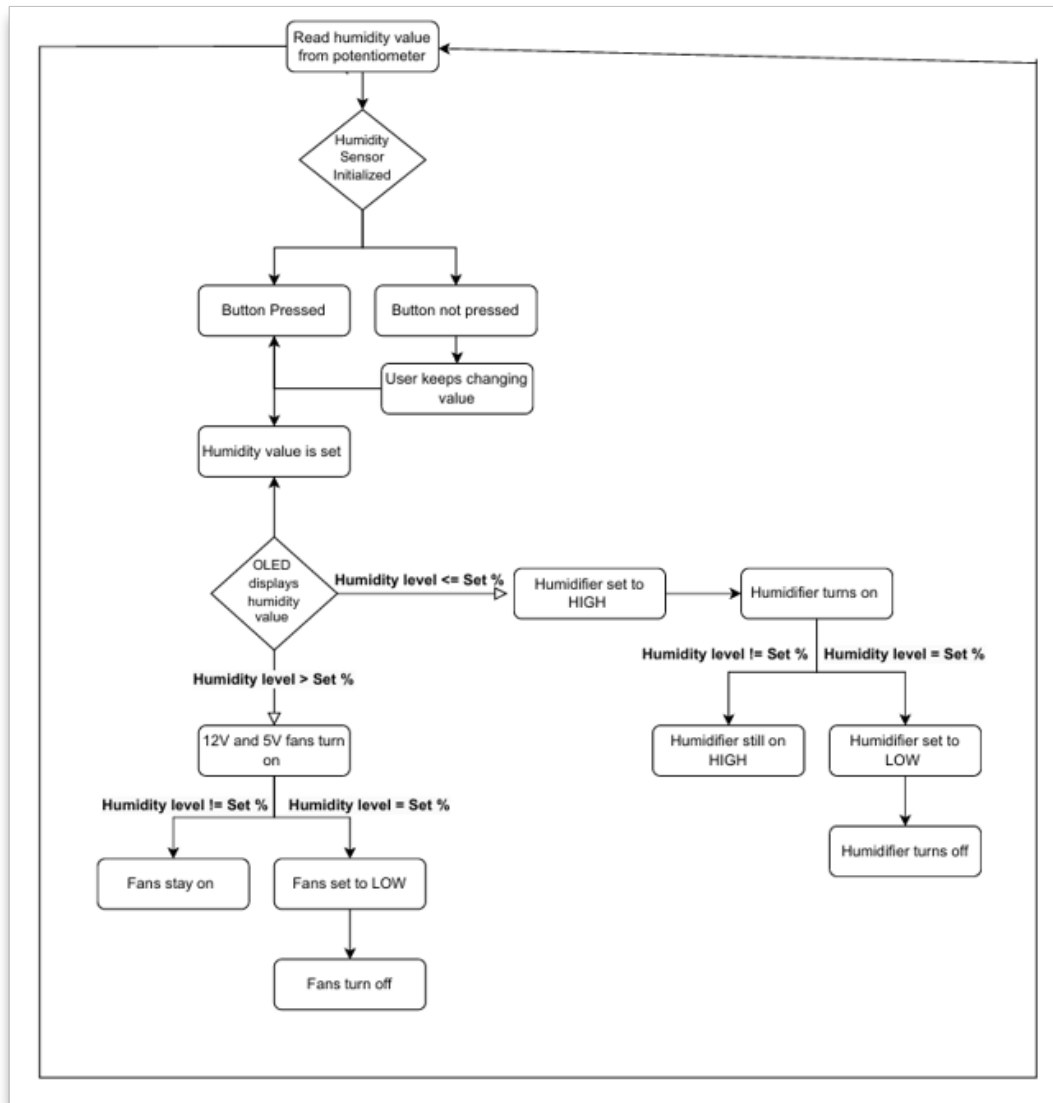 Read humidity value
from potentiometer
Humidity
Sensor
Initialized
Button Pressed
Button not pressed
User keeps changing
value
Humidity value is set
OLED
displays
humidity
value
Humidity level <= Set %
Humidifier set to
HIGH
Humidifier turns on
Humidity level != Set %
Humidity level = Set %
Humidifier still on
HIGH
Humidifier set to
LOW
Humidifier turns off
Humidity level > Set %
12V and 5V fans turn
on
Humidity level != Set %
Humidity level = Set %
Fans stay on
Fans set to LOW
Fans turn off